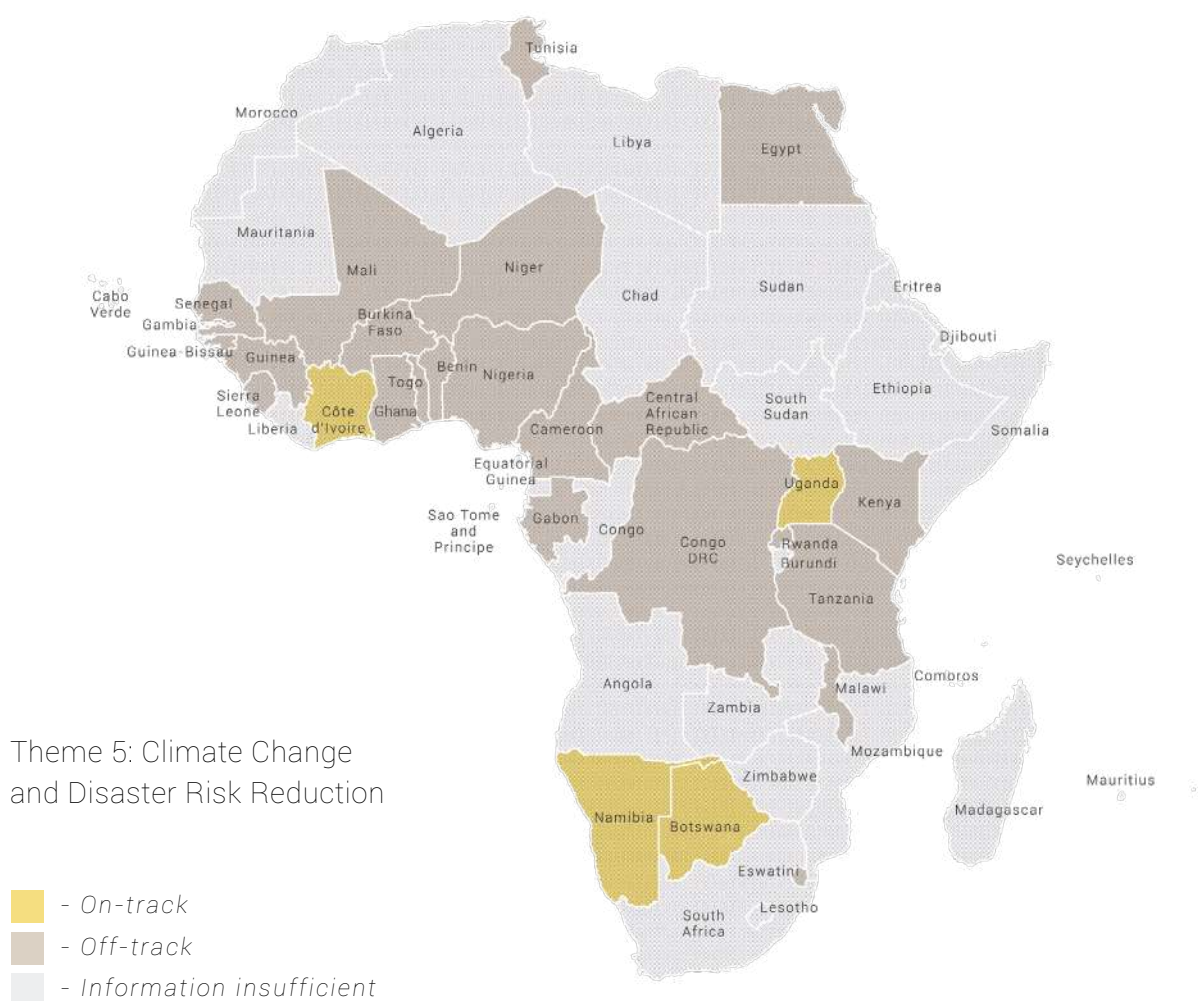 Tunisia
Morocco
Algeria
Libya
Egypt
Mauritania
Mali
Niger
Chad
Sudan
Eritrea
Cabo
Verde
Senegal
Gambia
Guinea-Bissau
Guinea
Burkina
Faso
Djibouti
Benin
Nigeria
Togo
Ghana
Sierra
Leone
Liberia
Côte
d'Ivoire
Cameroon
Central
African
Republic
South
Sudan
Ethiopia
Somalia
Equatorial
Guinea
Uganda
Kenya
Sao Tome
and
Principe
Gabon
Congo
Congo
DRC
Rwanda
Burundi
Tanzania
Seychelles
Angola
Zambia
Malawi
Comoros
Mozambique
Zimbabwe
Madagascar
Mauritius
Namibia
Botswana
Eswatini
Lesotho
South
Africa
Theme 5: Climate Change
and Disaster Risk Reduction
- On-track
- Off-track
- Information insufficient